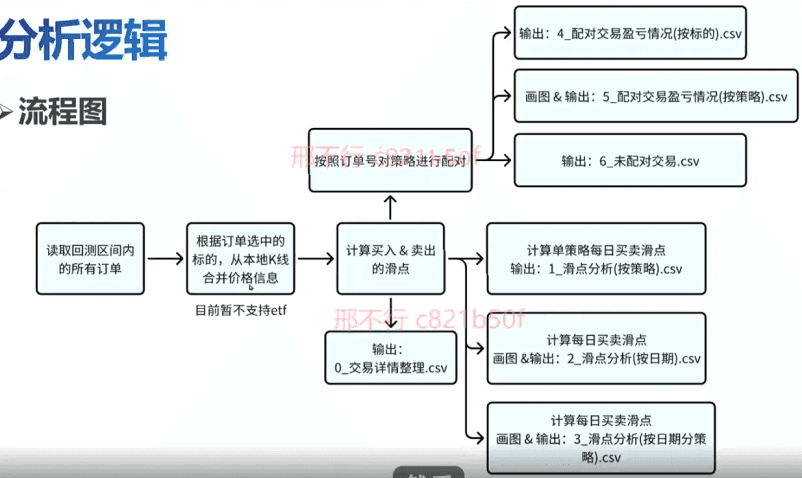 分析逻辑
流程图
输出：4_配对交易盈亏情况(按标的).csv
画图 & 输出：5_配对交易盈亏情况(按策略).csv
输出：6_未配对交易.csv
邢不行 c821b50f
按照订单号对策略进行配对
读取回测区间内
的所有订单
根据订单选中的
标的，从本地K线
合并价格信息
目前暂不支持etf
计算买入 & 卖出
的滑点
计算单策略每日买卖滑点
输出：1_滑点分析(按策略).csv
邢不行 c821b50f
输出：
0_交易详情整理.csv
计算每日买卖滑点
画图 &输出：2_滑点分析(按日期).csv
计算每日买卖滑点
画图 & 输出：3_滑点分析(按日期分策
略).csv